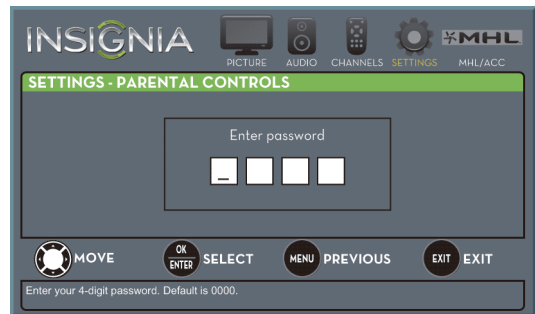 INSIGNIA
PICTURE AUDIO CHANNELS SETTINGS MHL MHL/ACC
SETTINGS - PARENTAL CONTROLS
Enter password
_
MOVE OK ENTER SELECT MENU PREVIOUS EXIT EXIT
Enter your 4-digit password. Default is 0000.